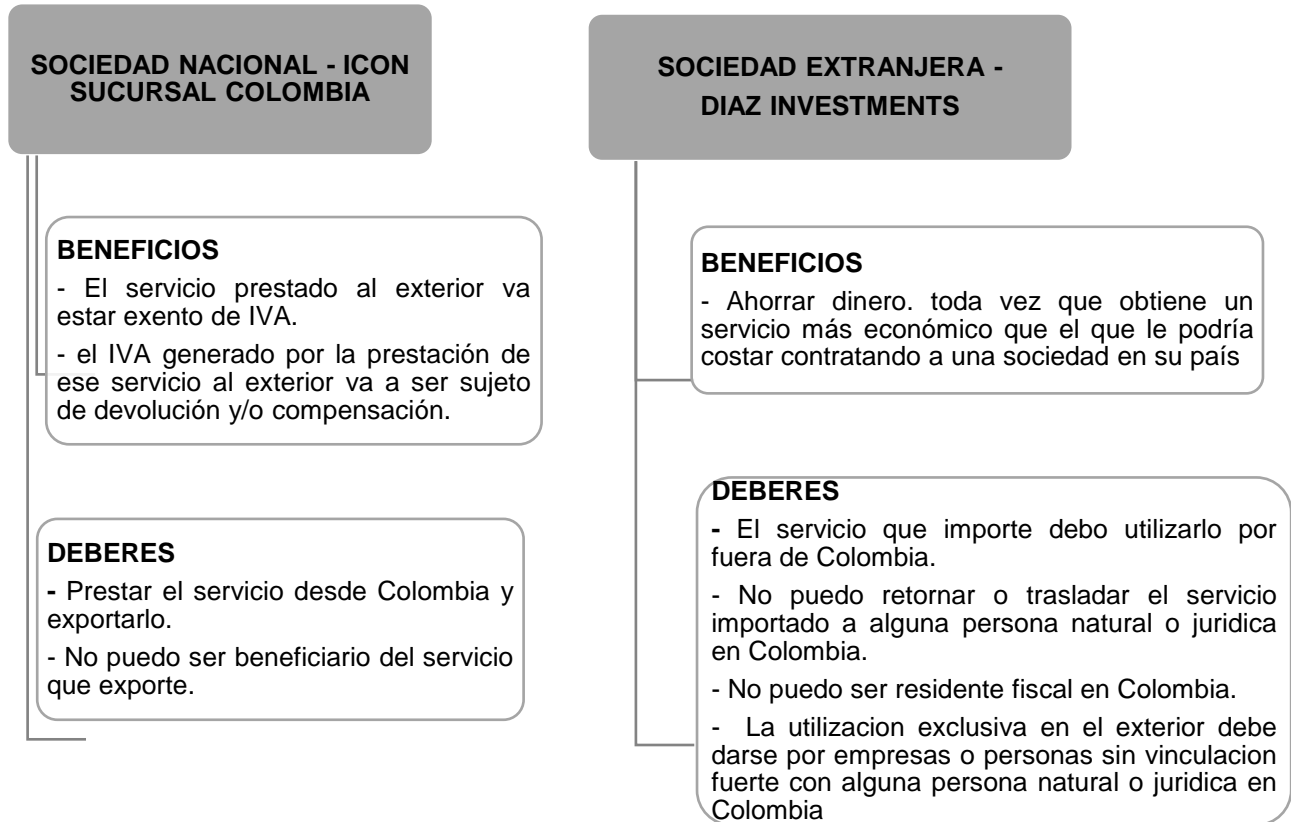 SOCIEDAD NACIONAL - ICON
SUCURSAL COLOMBIA
BENEFICIOS
- El servicio prestado al exterior va
estar exento de IVA.
- el IVA generado por la prestación de
ese servicio al exterior va a ser sujeto
de devolución y/o compensación.
DEBERES
- Prestar el servicio desde Colombia y
exportarlo.
- No puedo ser beneficiario del servicio
que exporte.
SOCIEDAD EXTRANJERA -
DIAZ INVESTMENTS
BENEFICIOS
- Ahorrar dinero. toda vez que obtiene un
servicio más económico que el que le podría
costar contratando a una sociedad en su país
DEBERES
- El servicio que importe debo utilizarlo por
fuera de Colombia.
- No puedo retornar o trasladar el servicio
importado a alguna persona natural o juridica
en Colombia.
- No puedo ser residente fiscal en Colombia.
- La utilizacion exclusiva en el exterior debe
darse por empresas o personas sin vinculacion
fuerte con alguna persona natural o juridica en
Colombia